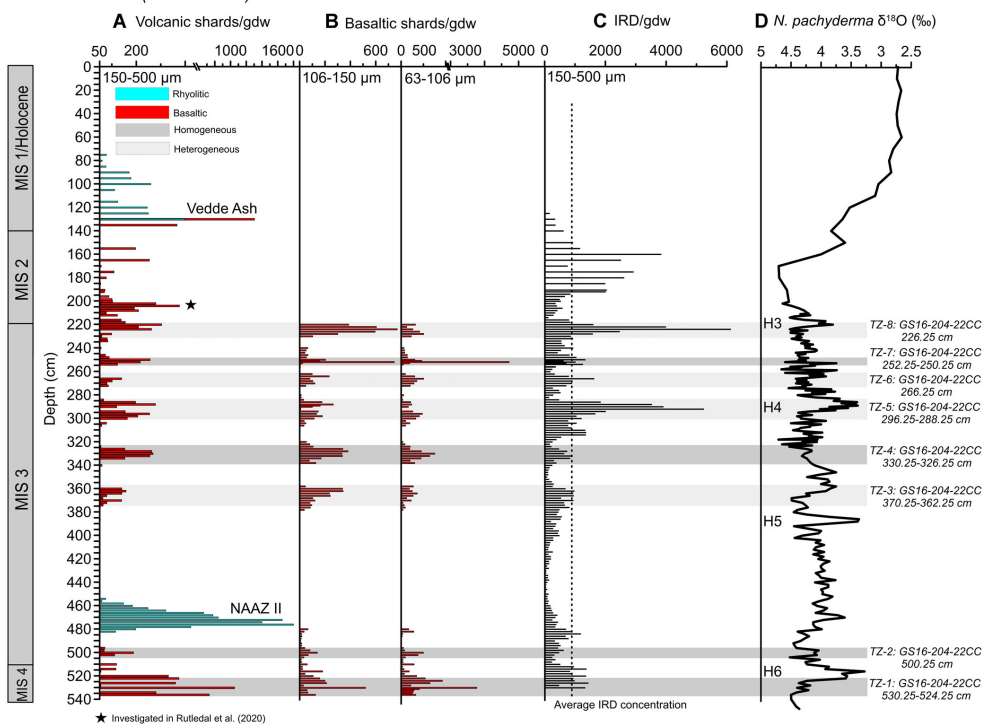 A Volcanic shards/gdw
B Basaltic shards/gdw
C IRD/gdw
D N. pachyderma δ¹⁸O (‰)
50 200 1000 16000
0 600 0 500 3000 5000
0 2000 4000 6000
5 4.5 4 3.5 3 2.5
150-500 µm
106-150 µm
63-106 µm
150-500 µm
Rhyolitic
Basaltic
Homogeneous
Heterogeneous
Depth (cm)
0
20
40
60
80
100
120
140
160
180
200
220
240
260
280
300
320
340
360
380
400
420
440
460
480
500
520
540
MIS 1/Holocene
MIS 2
MIS 3
MIS 4
Vedde Ash
★
NAAZ II
H3
H4
H5
H6
TZ-8: GS16-204-22CC
226.25 cm
TZ-7: GS16-204-22CC
252.25-250.25 cm
TZ-6: GS16-204-22CC
266.25 cm
TZ-5: GS16-204-22CC
296.25-288.25 cm
TZ-4: GS16-204-22CC
330.25-326.25 cm
TZ-3: GS16-204-22CC
370.25-362.25 cm
TZ-2: GS16-204-22CC
500.25 cm
TZ-1: GS16-204-22CC
530.25-524.25 cm
Average IRD concentration
★ Investigated in Rutledal et al. (2020)